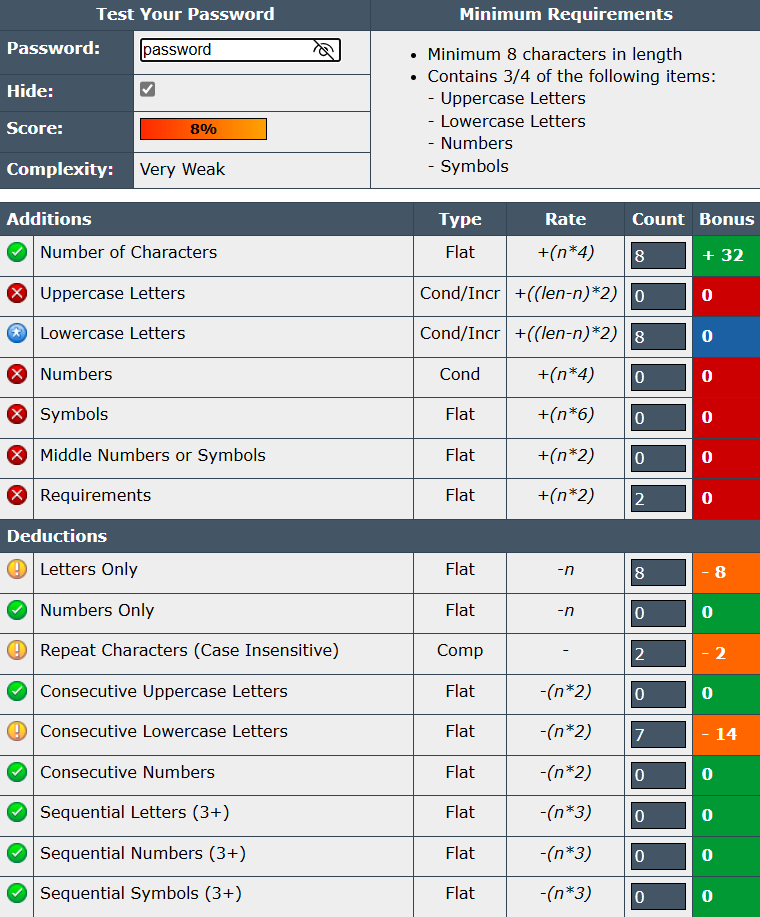 Test Your Password
Minimum Requirements
Password:
password
• Minimum 8 characters in length
• Contains 3/4 of the following items:
- Uppercase Letters
- Lowercase Letters
- Numbers
- Symbols
Hide:
Score:
8%
Complexity:
Very Weak
Additions Type Rate Count Bonus
Number of Characters Flat +(n*4) 8 + 32
Uppercase Letters Cond/Incr +((len-n)*2) 0 0
Lowercase Letters Cond/Incr +((len-n)*2) 8 0
Numbers Cond +(n*4) 0 0
Symbols Flat +(n*6) 0 0
Middle Numbers or Symbols Flat +(n*2) 0 0
Requirements Flat +(n*2) 2 0
Deductions
Letters Only Flat -n 8 - 8
Numbers Only Flat -n 0 0
Repeat Characters (Case Insensitive) Comp - 2 - 2
Consecutive Uppercase Letters Flat -(n*2) 0 0
Consecutive Lowercase Letters Flat -(n*2) 7 - 14
Consecutive Numbers Flat -(n*2) 0 0
Sequential Letters (3+) Flat -(n*3) 0 0
Sequential Numbers (3+) Flat -(n*3) 0 0
Sequential Symbols (3+) Flat -(n*3) 0 0